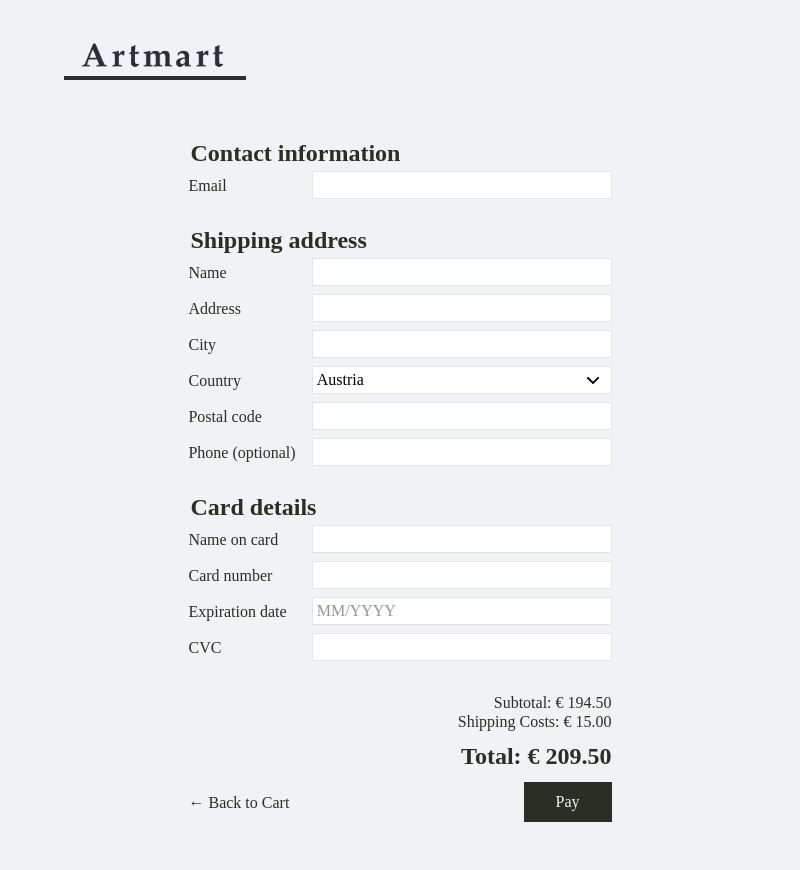 Artmart
Contact information
Email
Shipping address
Name
Address
City
Country Austria
Postal code
Phone (optional)
Card details
Name on card
Card number
Expiration date MM/YYYY
CVC
Subtotal: € 194.50
Shipping Costs: € 15.00
Total: € 209.50
← Back to Cart Pay